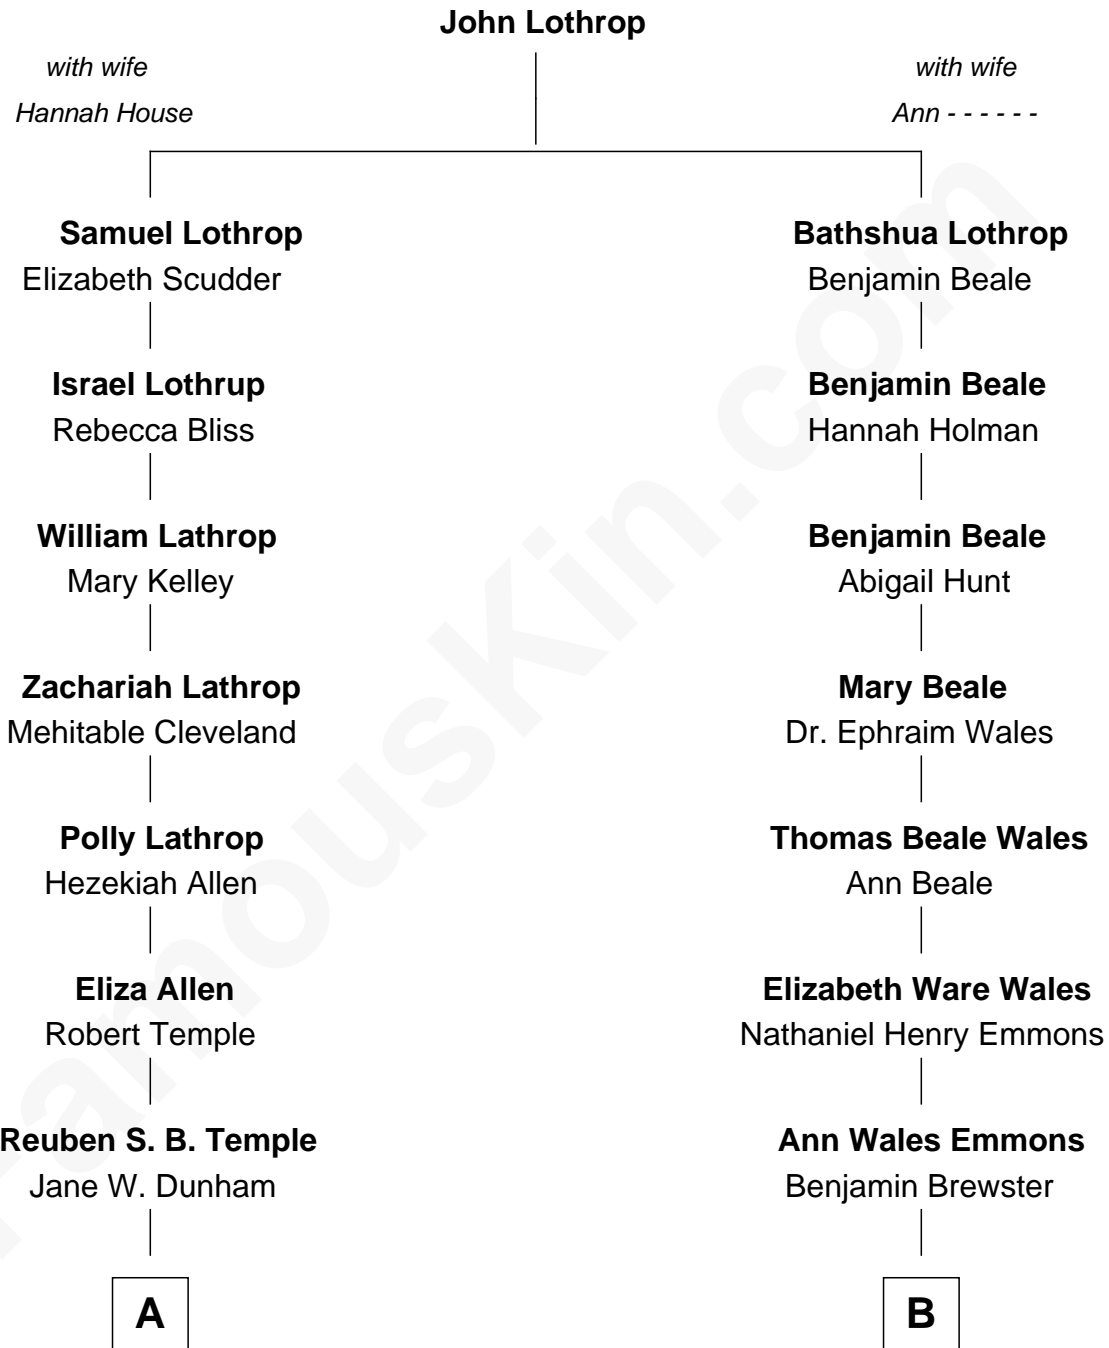 John Lothrop
with wife
Hannah House
with wife
Ann - - - - - -
Samuel Lothrop
Elizabeth Scudder
Bathshua Lothrop
Benjamin Beale
Israel Lothrup
Rebecca Bliss
Benjamin Beale
Hannah Holman
William Lathrop
Mary Kelley
Benjamin Beale
Abigail Hunt
Zachariah Lathrop
Mehitable Cleveland
Mary Beale
Dr. Ephraim Wales
Polly Lathrop
Hezekiah Allen
Thomas Beale Wales
Ann Beale
Eliza Allen
Robert Temple
Elizabeth Ware Wales
Nathaniel Henry Emmons
Reuben S. B. Temple
Jane W. Dunham
Ann Wales Emmons
Benjamin Brewster
A
B
FamousKin.com